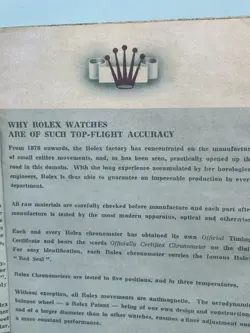 WHY ROLEX WATCHES
ARE OF SUCH TOP-FLIGHT ACCURACY
From 1878 onwards, the Rolex factory has concentrated on the manufacture
of small calibre movements, and, as has been seen, practically opened up the
road in this domain. With the long experience accumulated by her horological
engineers, Rolex is thus able to guarantee an impeccable production in every
department.
All raw materials are carefully checked before manufacture and each part after
manufacture is tested by the most modern apparatus, optical and otherwise
Each and every Rolex chronometer has obtained its own Official Timing
Certificate and bears the words Officially Certified Chronometer on the dial
For easy identification, each Rolex chronometer carries the famous Rolex
" Red Seal ".
Rolex Chronometers are tested in five positions, and in three temperatures.
Without exception, all Rolex movements are antimagnetic. The aerodynamic
balance wheel — a Rolex Patent — being of our own design and construction
and of a larger diameter than in other watches, ensures a finer adjustment
a more constant performance.